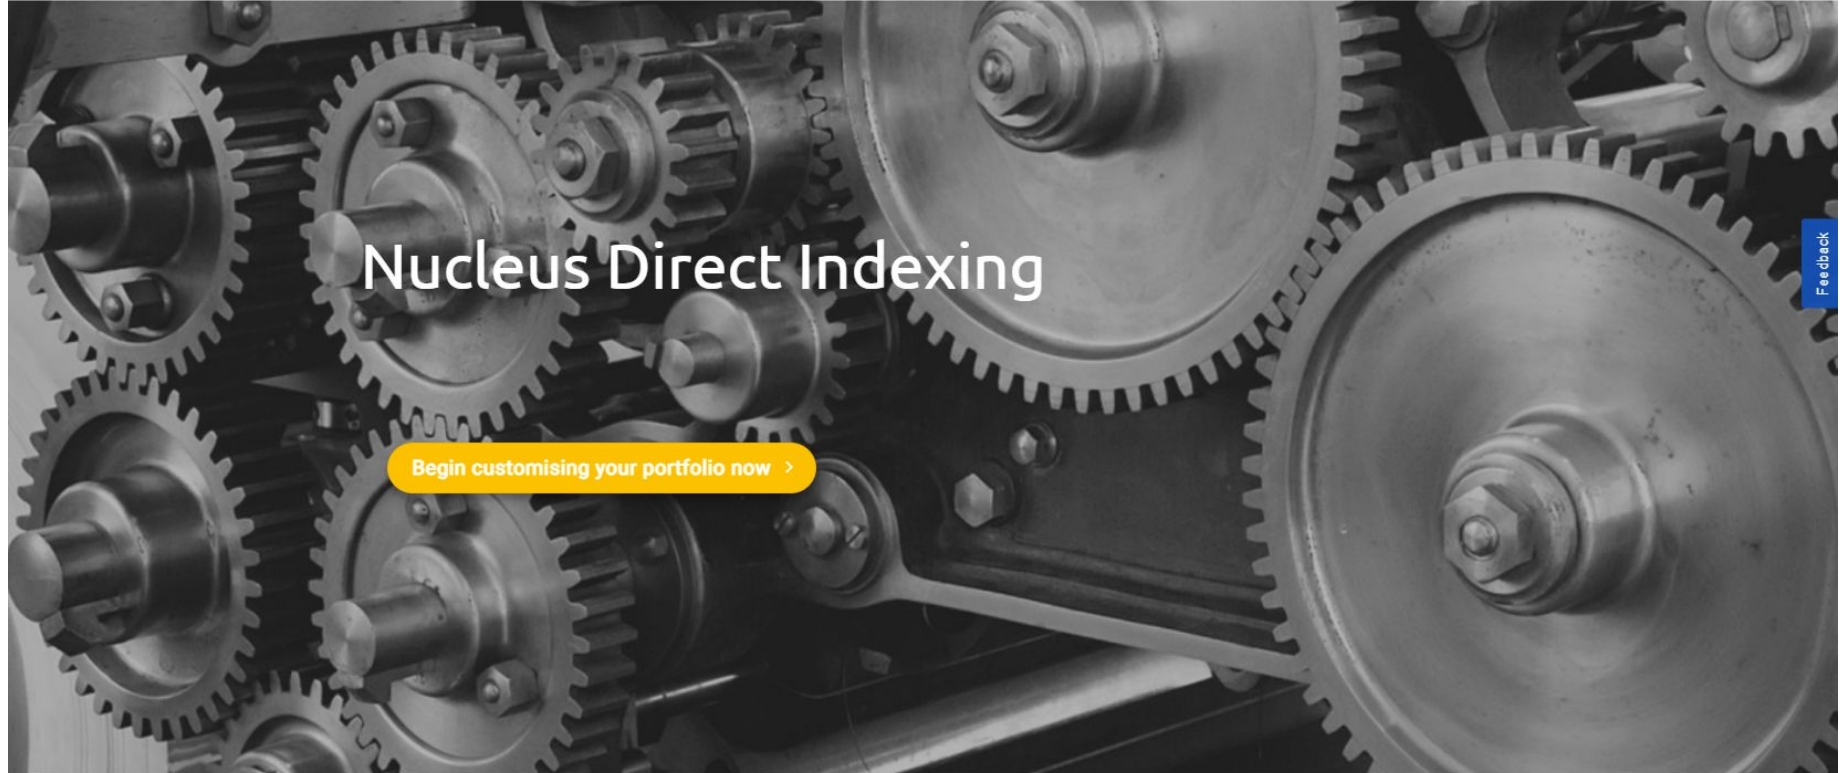 Nucleus Direct Indexing
Feedback
Begin customising your portfolio now